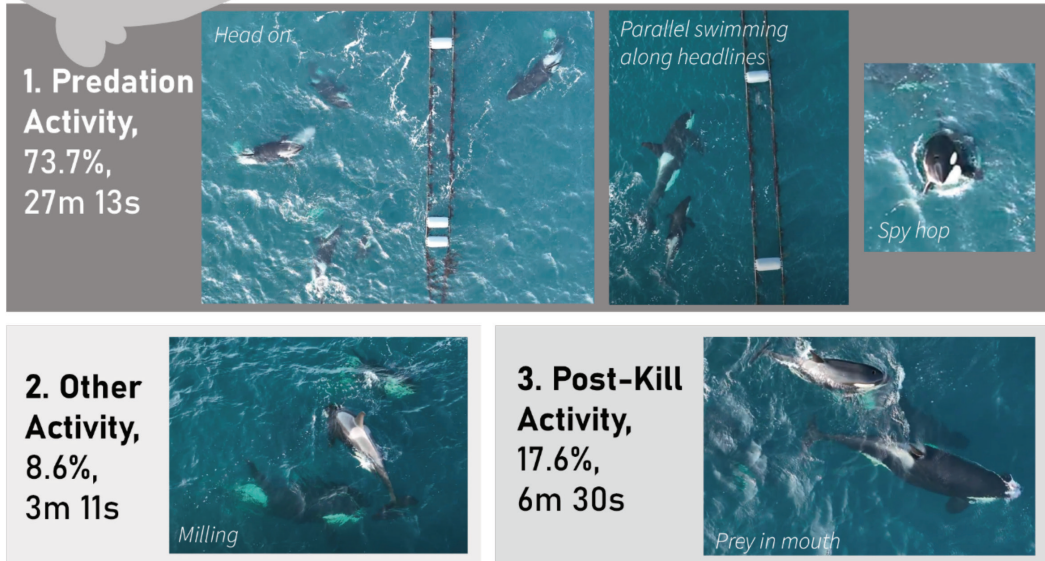 Head on
Parallel swimming
along headlines
1. Predation
Activity,
73.7%,
27m 13s
Spy hop
2. Other
Activity,
8.6%,
3m 11s
Milling
3. Post-Kill
Activity,
17.6%,
6m 30s
Prey in mouth